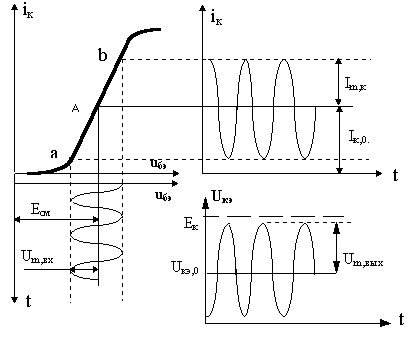 iк
iк
b
A
Im,к
a
Iк,0.
uбэ
t
uбэ
Uкэ
Eсм
Eк
Um,вх
Uкэ,0
Um,вых
t
t